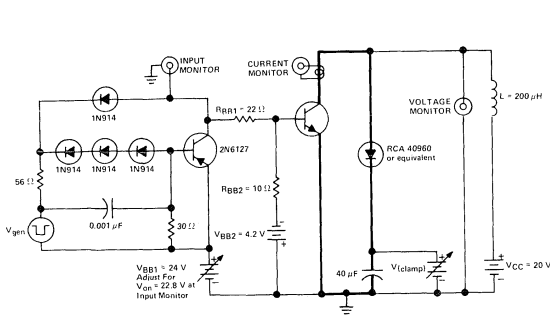 INPUT
MONITOR
CURRENT
MONITOR
1N914
RBB1 = 22 Ω
VOLTAGE
MONITOR
L = 200 μH
2N6127
RCA 40960
or equivalent
1N914
1N914
1N914
56 Ω
RBB2 = 10 Ω
0.001 μF
30 Ω
Vgen
VBB2 = 4.2 V
VBB1 = 24 V
Adjust For
Von = 22.8 V at
Input Monitor
40 μF
V(clamp)
VCC = 20 V